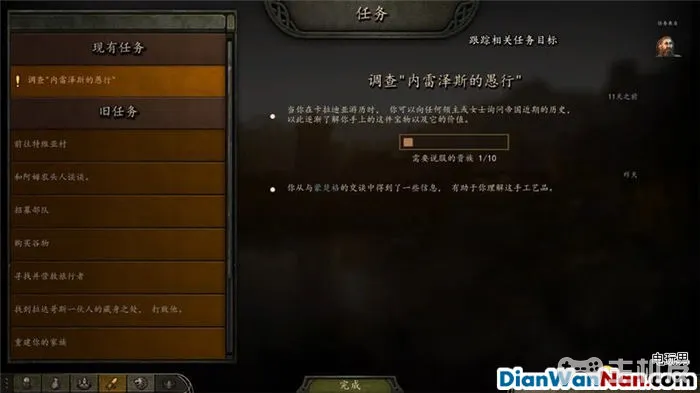 任务
现有任务
调查"内雷泽斯的愚行"
旧任务
前往特维亚村
和阿姆农头人谈谈。
招募部队
购买谷物
寻找并营救旅行者
找到拉达哥斯一伙人的藏身之处，打败他。
重建你的家族
跟踪相关任务目标
调查"内雷泽斯的愚行"
11天之前
当你在卡拉迪亚游历时，你可以向任何领主或女士询问帝国近期的历史，
以此逐渐了解你手上的这件宝物以及它的价值。
需要说服的贵族 1/10
昨天
你从与蒙楚格的交谈中得到了一些信息，有助于你理解这手工艺品。
完成
电玩男
DianWanNan.com